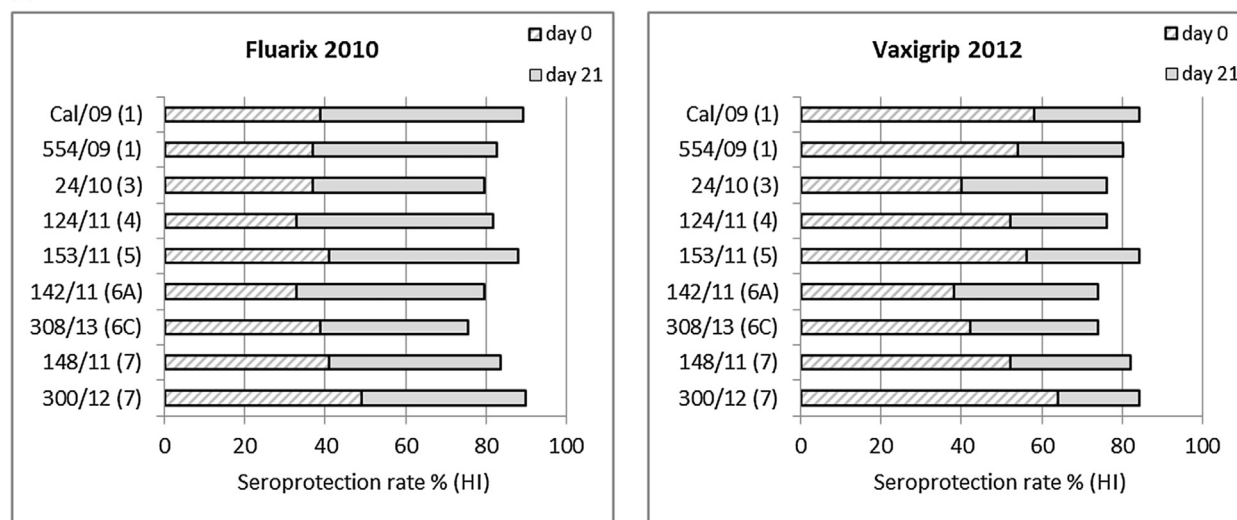 Fluarix 2010
day 0
day 21
Cal/09 (1)
554/09 (1)
24/10 (3)
124/11 (4)
153/11 (5)
142/11 (6A)
308/13 (6C)
148/11 (7)
300/12 (7)
0 20 40 60 80 100
Seroprotection rate % (HI)
Vaxigrip 2012
day 0
day 21
Cal/09 (1)
554/09 (1)
24/10 (3)
124/11 (4)
153/11 (5)
142/11 (6A)
308/13 (6C)
148/11 (7)
300/12 (7)
0 20 40 60 80 100
Seroprotection rate % (HI)